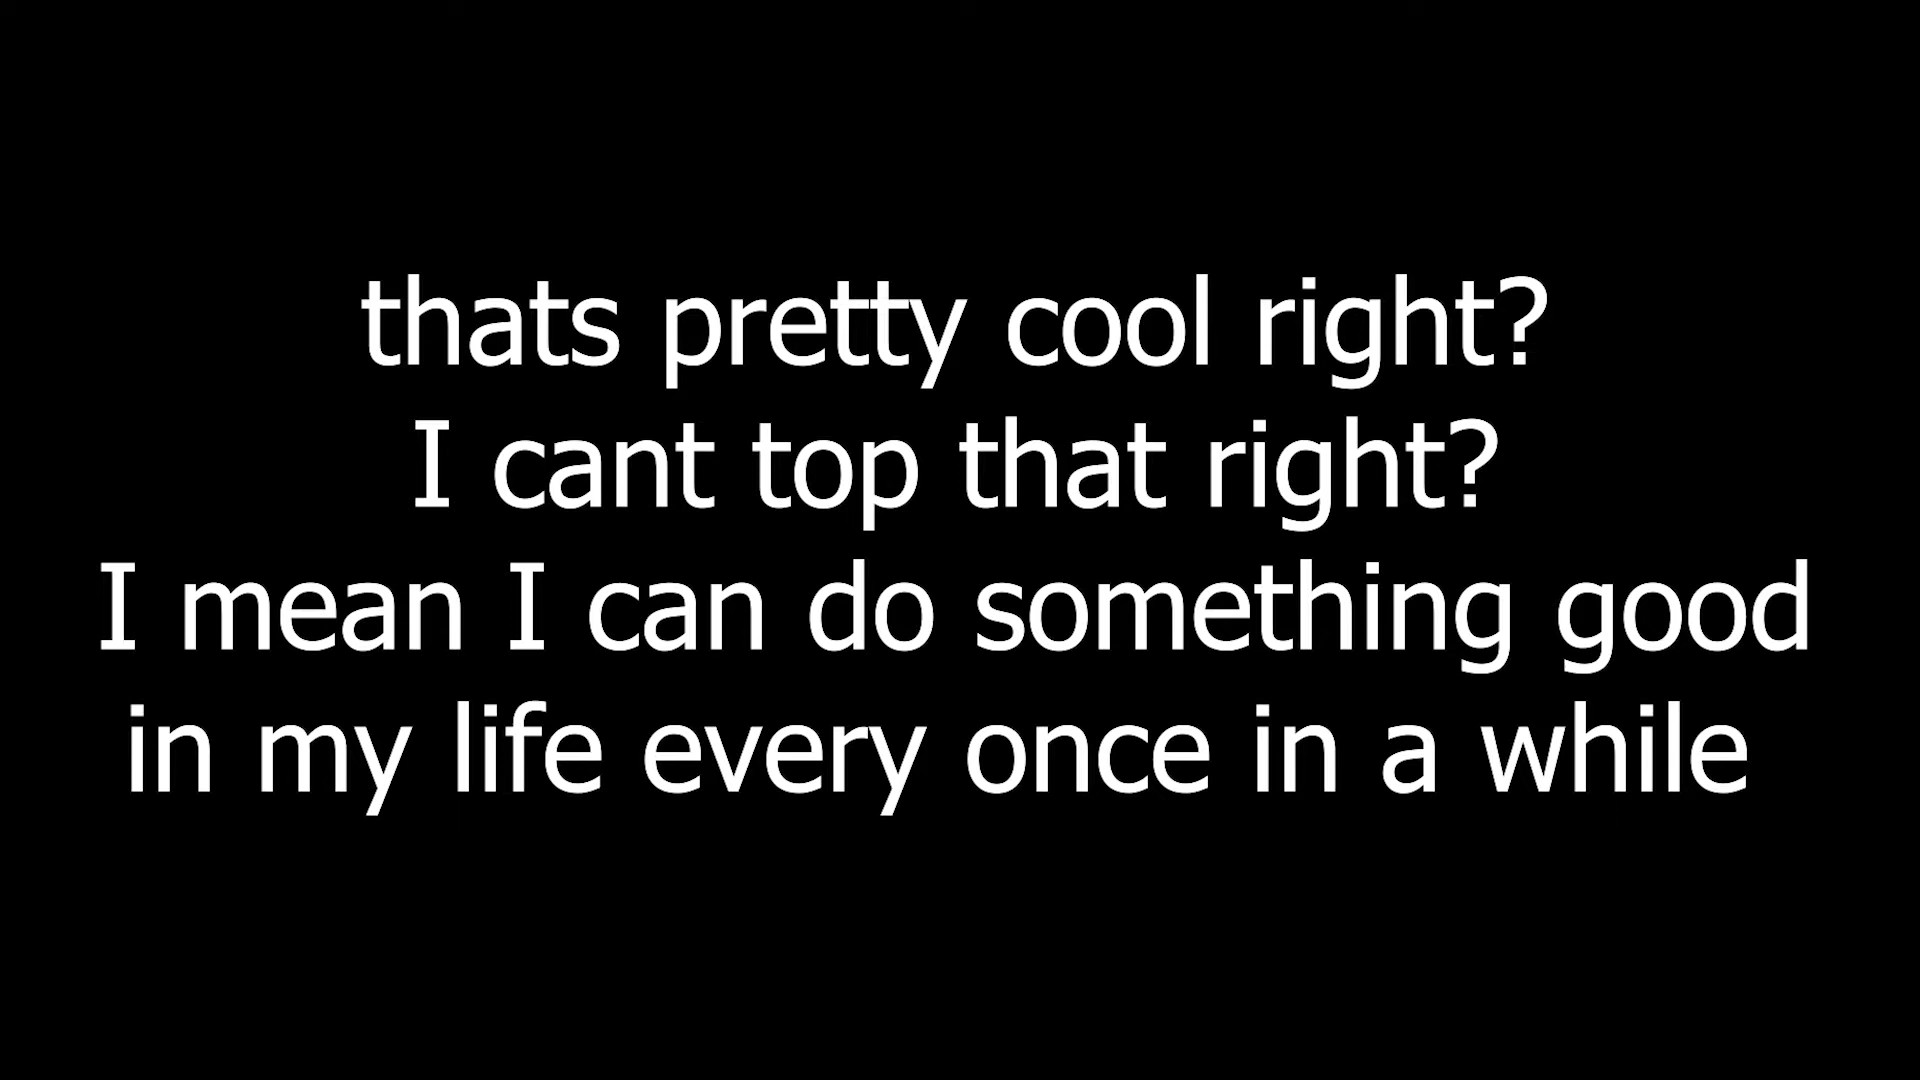 thats pretty cool right?
I cant top that right?
I mean I can do something good
in my life every once in a while